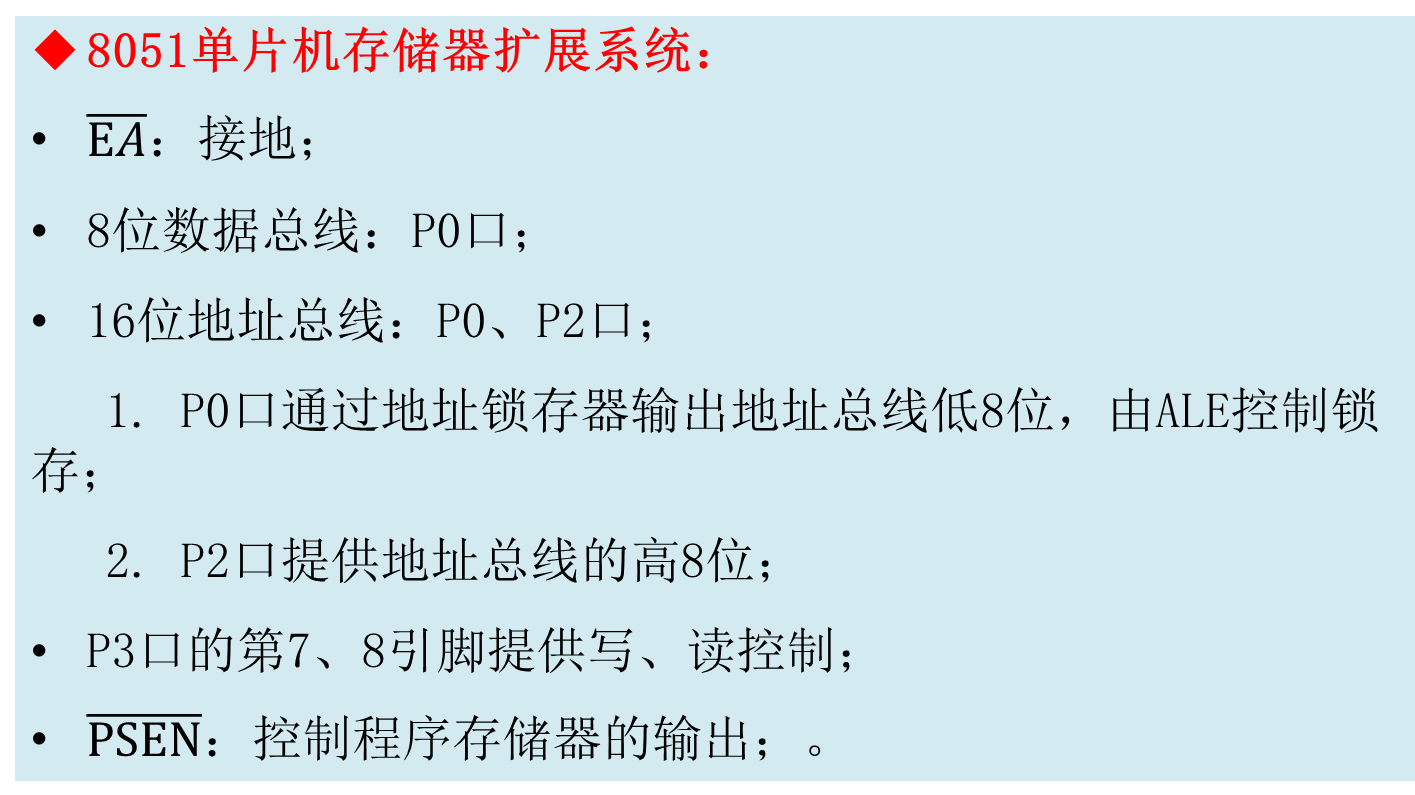 ◆8051单片机存储器扩展系统：
• E̅A̅：接地；
• 8位数据总线：P0口；
• 16位地址总线：P0、P2口；
1. P0口通过地址锁存器输出地址总线低8位，由ALE控制锁
存；
2. P2口提供地址总线的高8位；
• P3口的第7、8引脚提供写、读控制；
• P̅S̅E̅N̅：控制程序存储器的输出；。